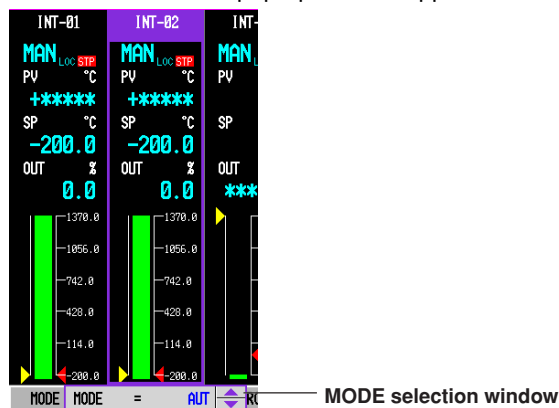 INT-01 INT-02 INT-
MAN LOC STP MAN LOC STP MAN
PV °C PV °C PV
+***** +*****
SP °C SP °C SP
-200.0 -200.0
OUT % OUT % OUT
0.0 0.0 ***
1370.0 1370.0
1056.0 1056.0
-742.0 -742.0
-428.0 -428.0
-114.0 -114.0
-200.0 -200.0
MODE MODE = AUT
MODE selection window